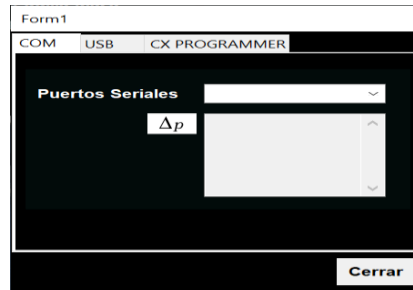 Form1
COM USB CX PROGRAMMER
Puertos Seriales
Δp
Cerrar